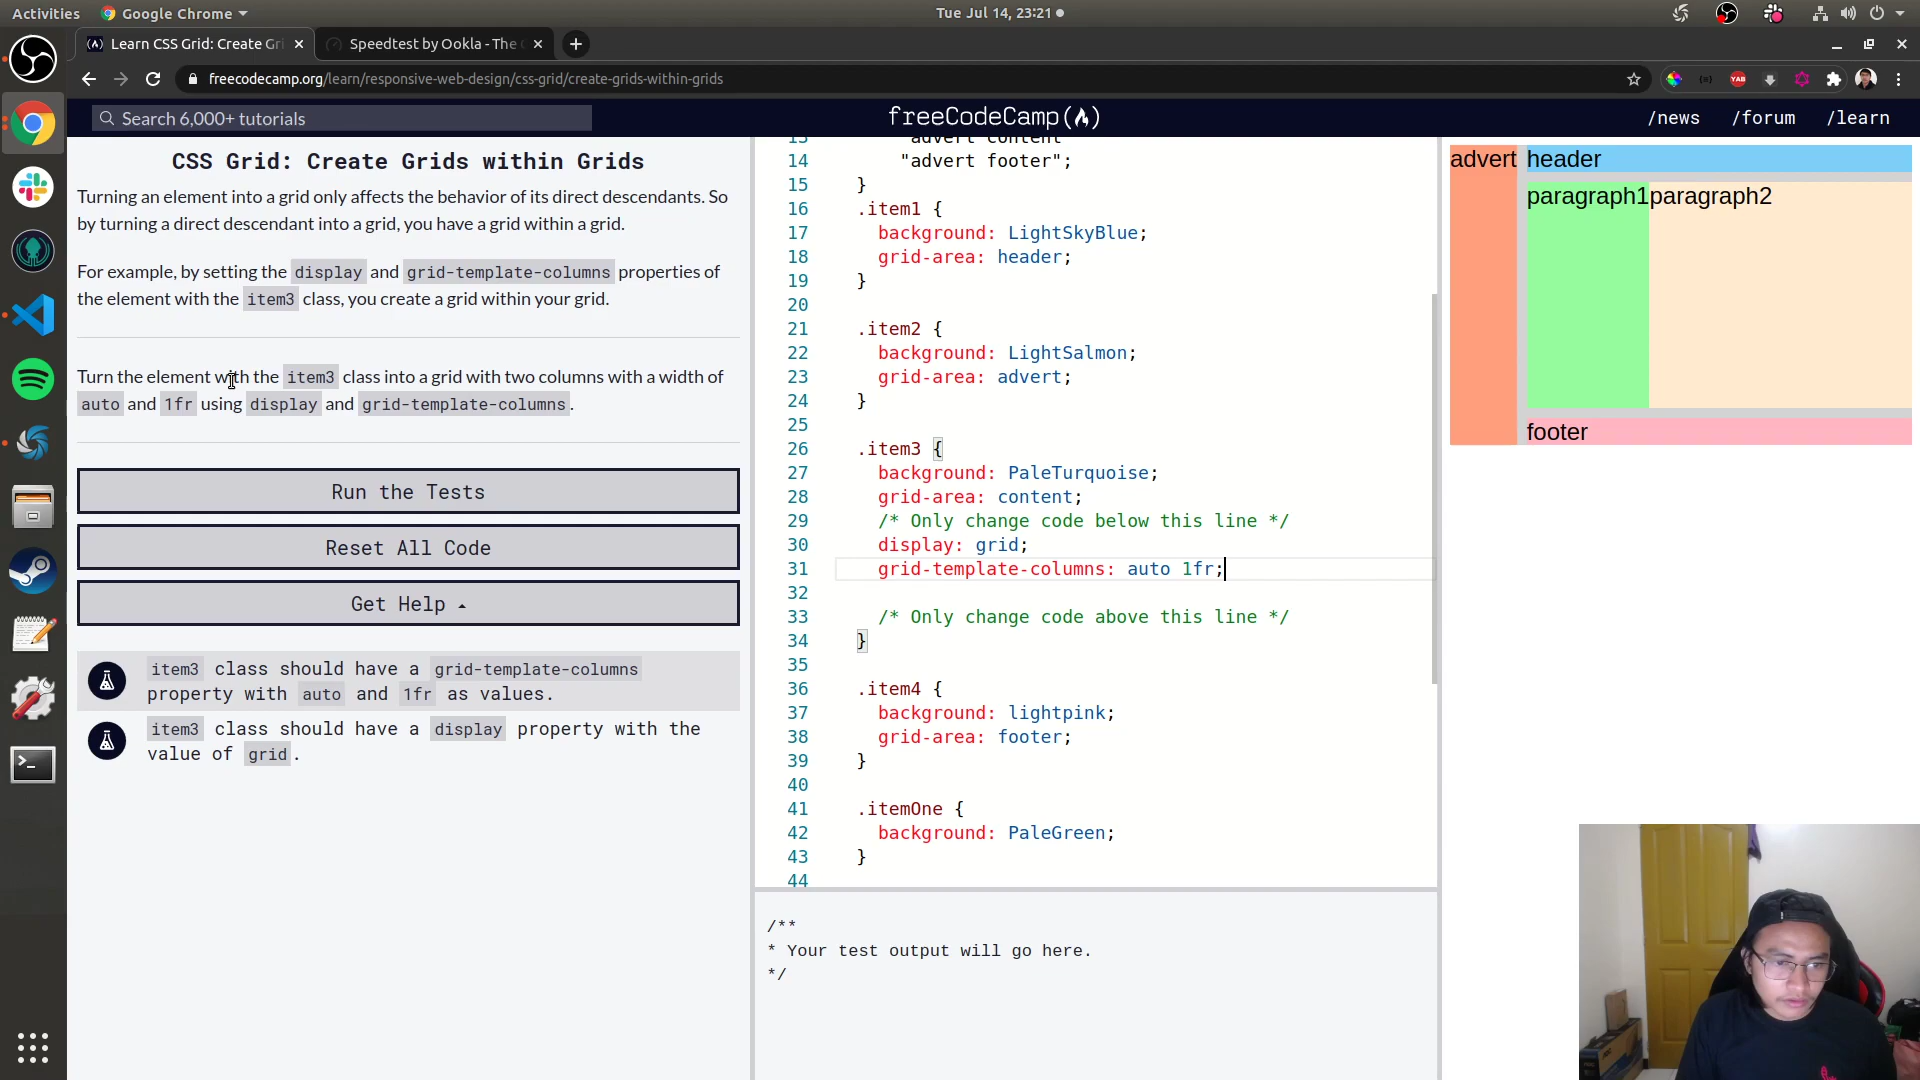 Activities
Google Chrome
Tue Jul 14, 23:21
Learn CSS Grid: Create Gri
Speedtest by Ookla - The
freecodecamp.org/learn/responsive-web-design/css-grid/create-grids-within-grids
YAB
Search 6,000+ tutorials
freeCodeCamp
/news
/forum
/learn
CSS Grid: Create Grids within Grids
Turning an element into a grid only affects the behavior of its direct descendants. So
by turning a direct descendant into a grid, you have a grid within a grid.
For example, by setting the display and grid-template-columns properties of
the element with the item3 class, you create a grid within your grid.
Turn the element with the item3 class into a grid with two columns with a width of
auto and 1fr using display and grid-template-columns.
Run the Tests
Reset All Code
Get Help
item3 class should have a grid-template-columns
property with auto and 1fr as values.
item3 class should have a display property with the
value of grid.
13 "advert content"
14 "advert footer";
15 }
16 .item1 {
17 background: LightSkyBlue;
18 grid-area: header;
19 }
20
21 .item2 {
22 background: LightSalmon;
23 grid-area: advert;
24 }
25
26 .item3 {
27 background: PaleTurquoise;
28 grid-area: content;
29 /* Only change code below this line */
30 display: grid;
31 grid-template-columns: auto 1fr;
32
33 /* Only change code above this line */
34 }
35
36 .item4 {
37 background: lightpink;
38 grid-area: footer;
39 }
40
41 .itemOne {
42 background: PaleGreen;
43 }
44
/**
* Your test output will go here.
*/
advert
header
paragraph1
paragraph2
footer